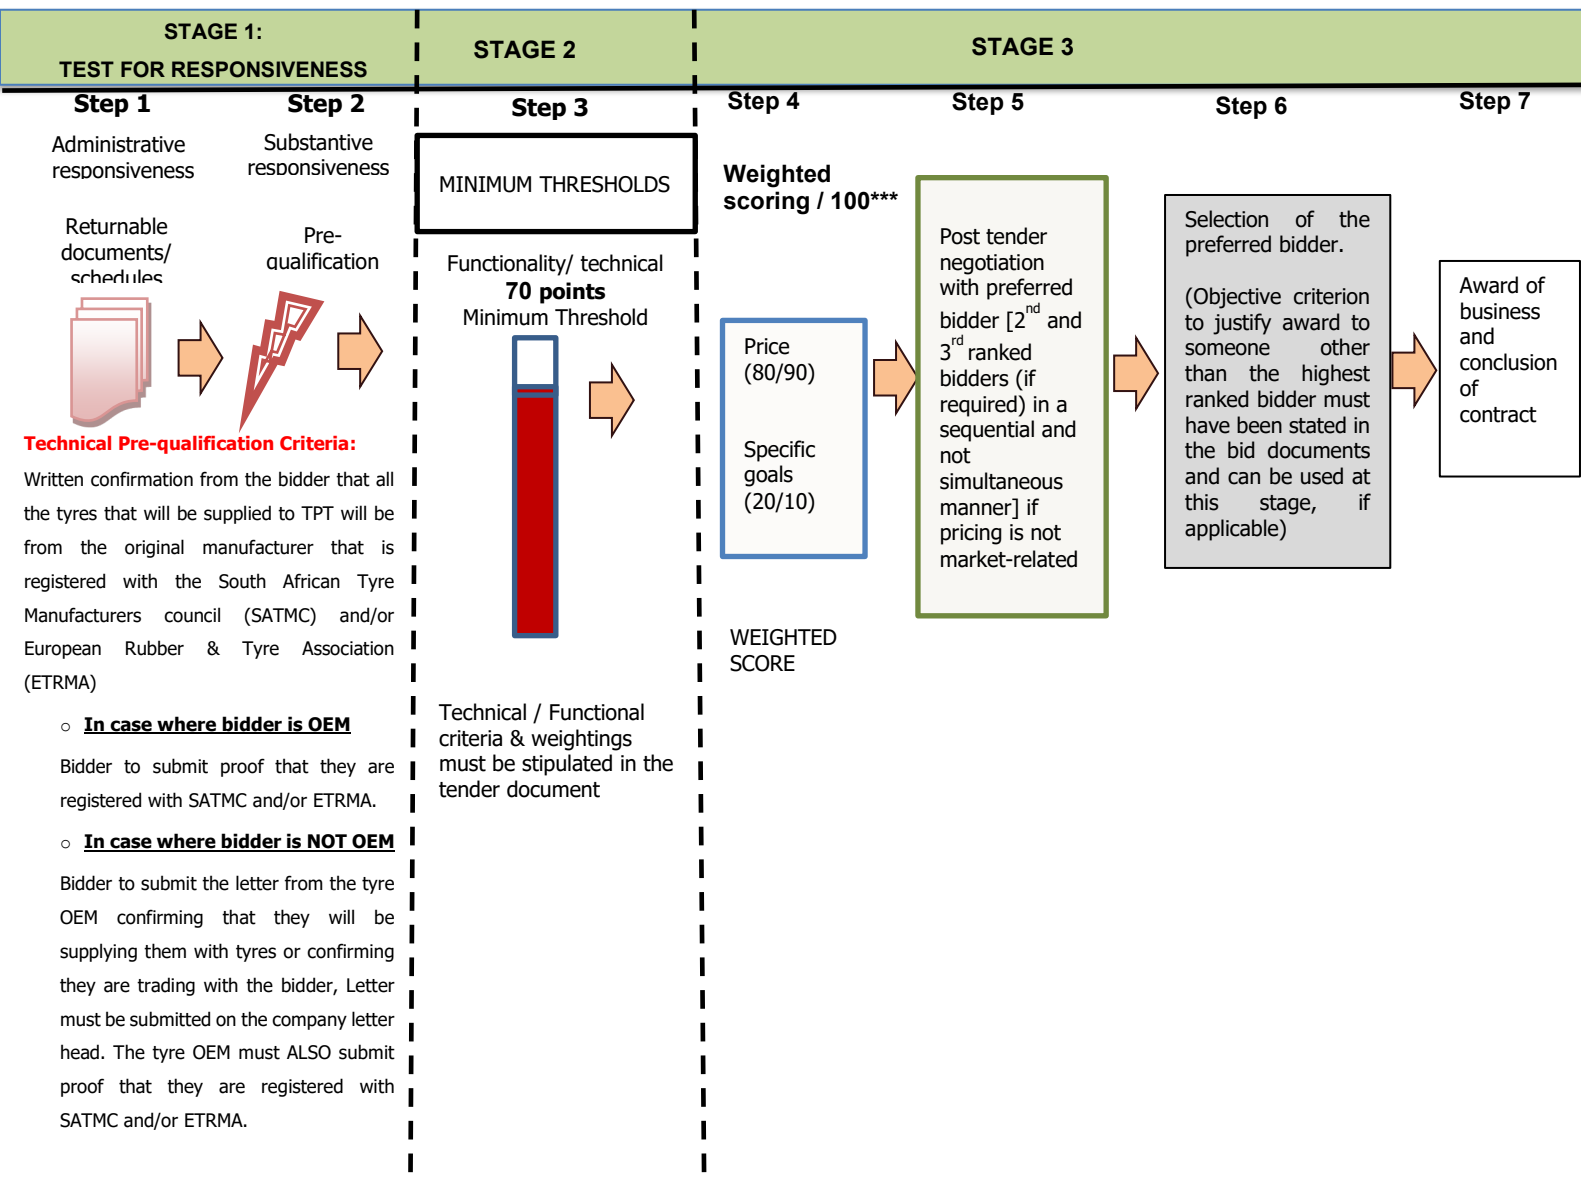 STAGE 1:
TEST FOR RESPONSIVENESS
STAGE 2
STAGE 3
Step 1
Step 2
Step 3
Step 4
Step 5
Step 6
Step 7
Administrative
responsiveness
Substantive
responsiveness
Returnable
documents/
schedules
Pre-
qualification
Technical Pre-qualification Criteria:
Written confirmation from the bidder that all
the tyres that will be supplied to TPT will be
from the original manufacturer that is
registered with the South African Tyre
Manufacturers council (SATMC) and/or
European Rubber & Tyre Association
(ETRMA)
○ In case where bidder is OEM
Bidder to submit proof that they are
registered with SATMC and/or ETRMA.
○ In case where bidder is NOT OEM
Bidder to submit the letter from the tyre
OEM confirming that they will be
supplying them with tyres or confirming
they are trading with the bidder, Letter
must be submitted on the company letter
head. The tyre OEM must ALSO submit
proof that they are registered with
SATMC and/or ETRMA.
MINIMUM THRESHOLDS
Functionality/ technical
70 points
Minimum Threshold
Technical / Functional
criteria & weightings
must be stipulated in the
tender document
Weighted
scoring / 100***
Price
(80/90)
Specific
goals
(20/10)
WEIGHTED
SCORE
Post tender
negotiation
with preferred
bidder [2nd and
3rd ranked
bidders (if
required) in a
sequential and
not
simultaneous
manner] if
pricing is not
market-related
Selection of the
preferred bidder.
(Objective criterion
to justify award to
someone other
than the highest
ranked bidder must
have been stated in
the bid documents
and can be used at
this stage, if
applicable)
Award of
business
and
conclusion
of
contract